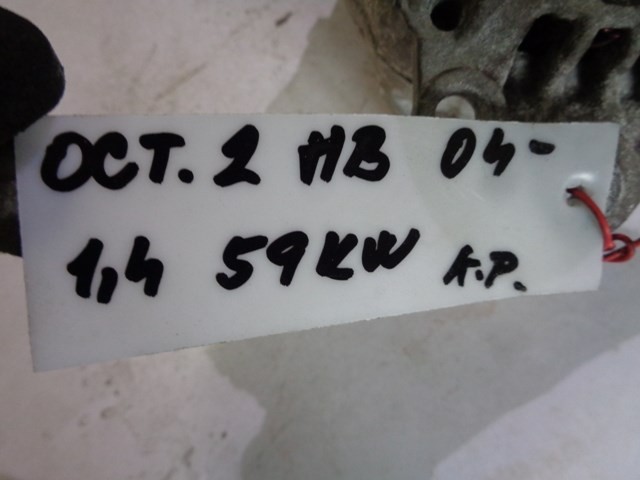 OCT. 2 HB 04-
1,4 59KW K.P.